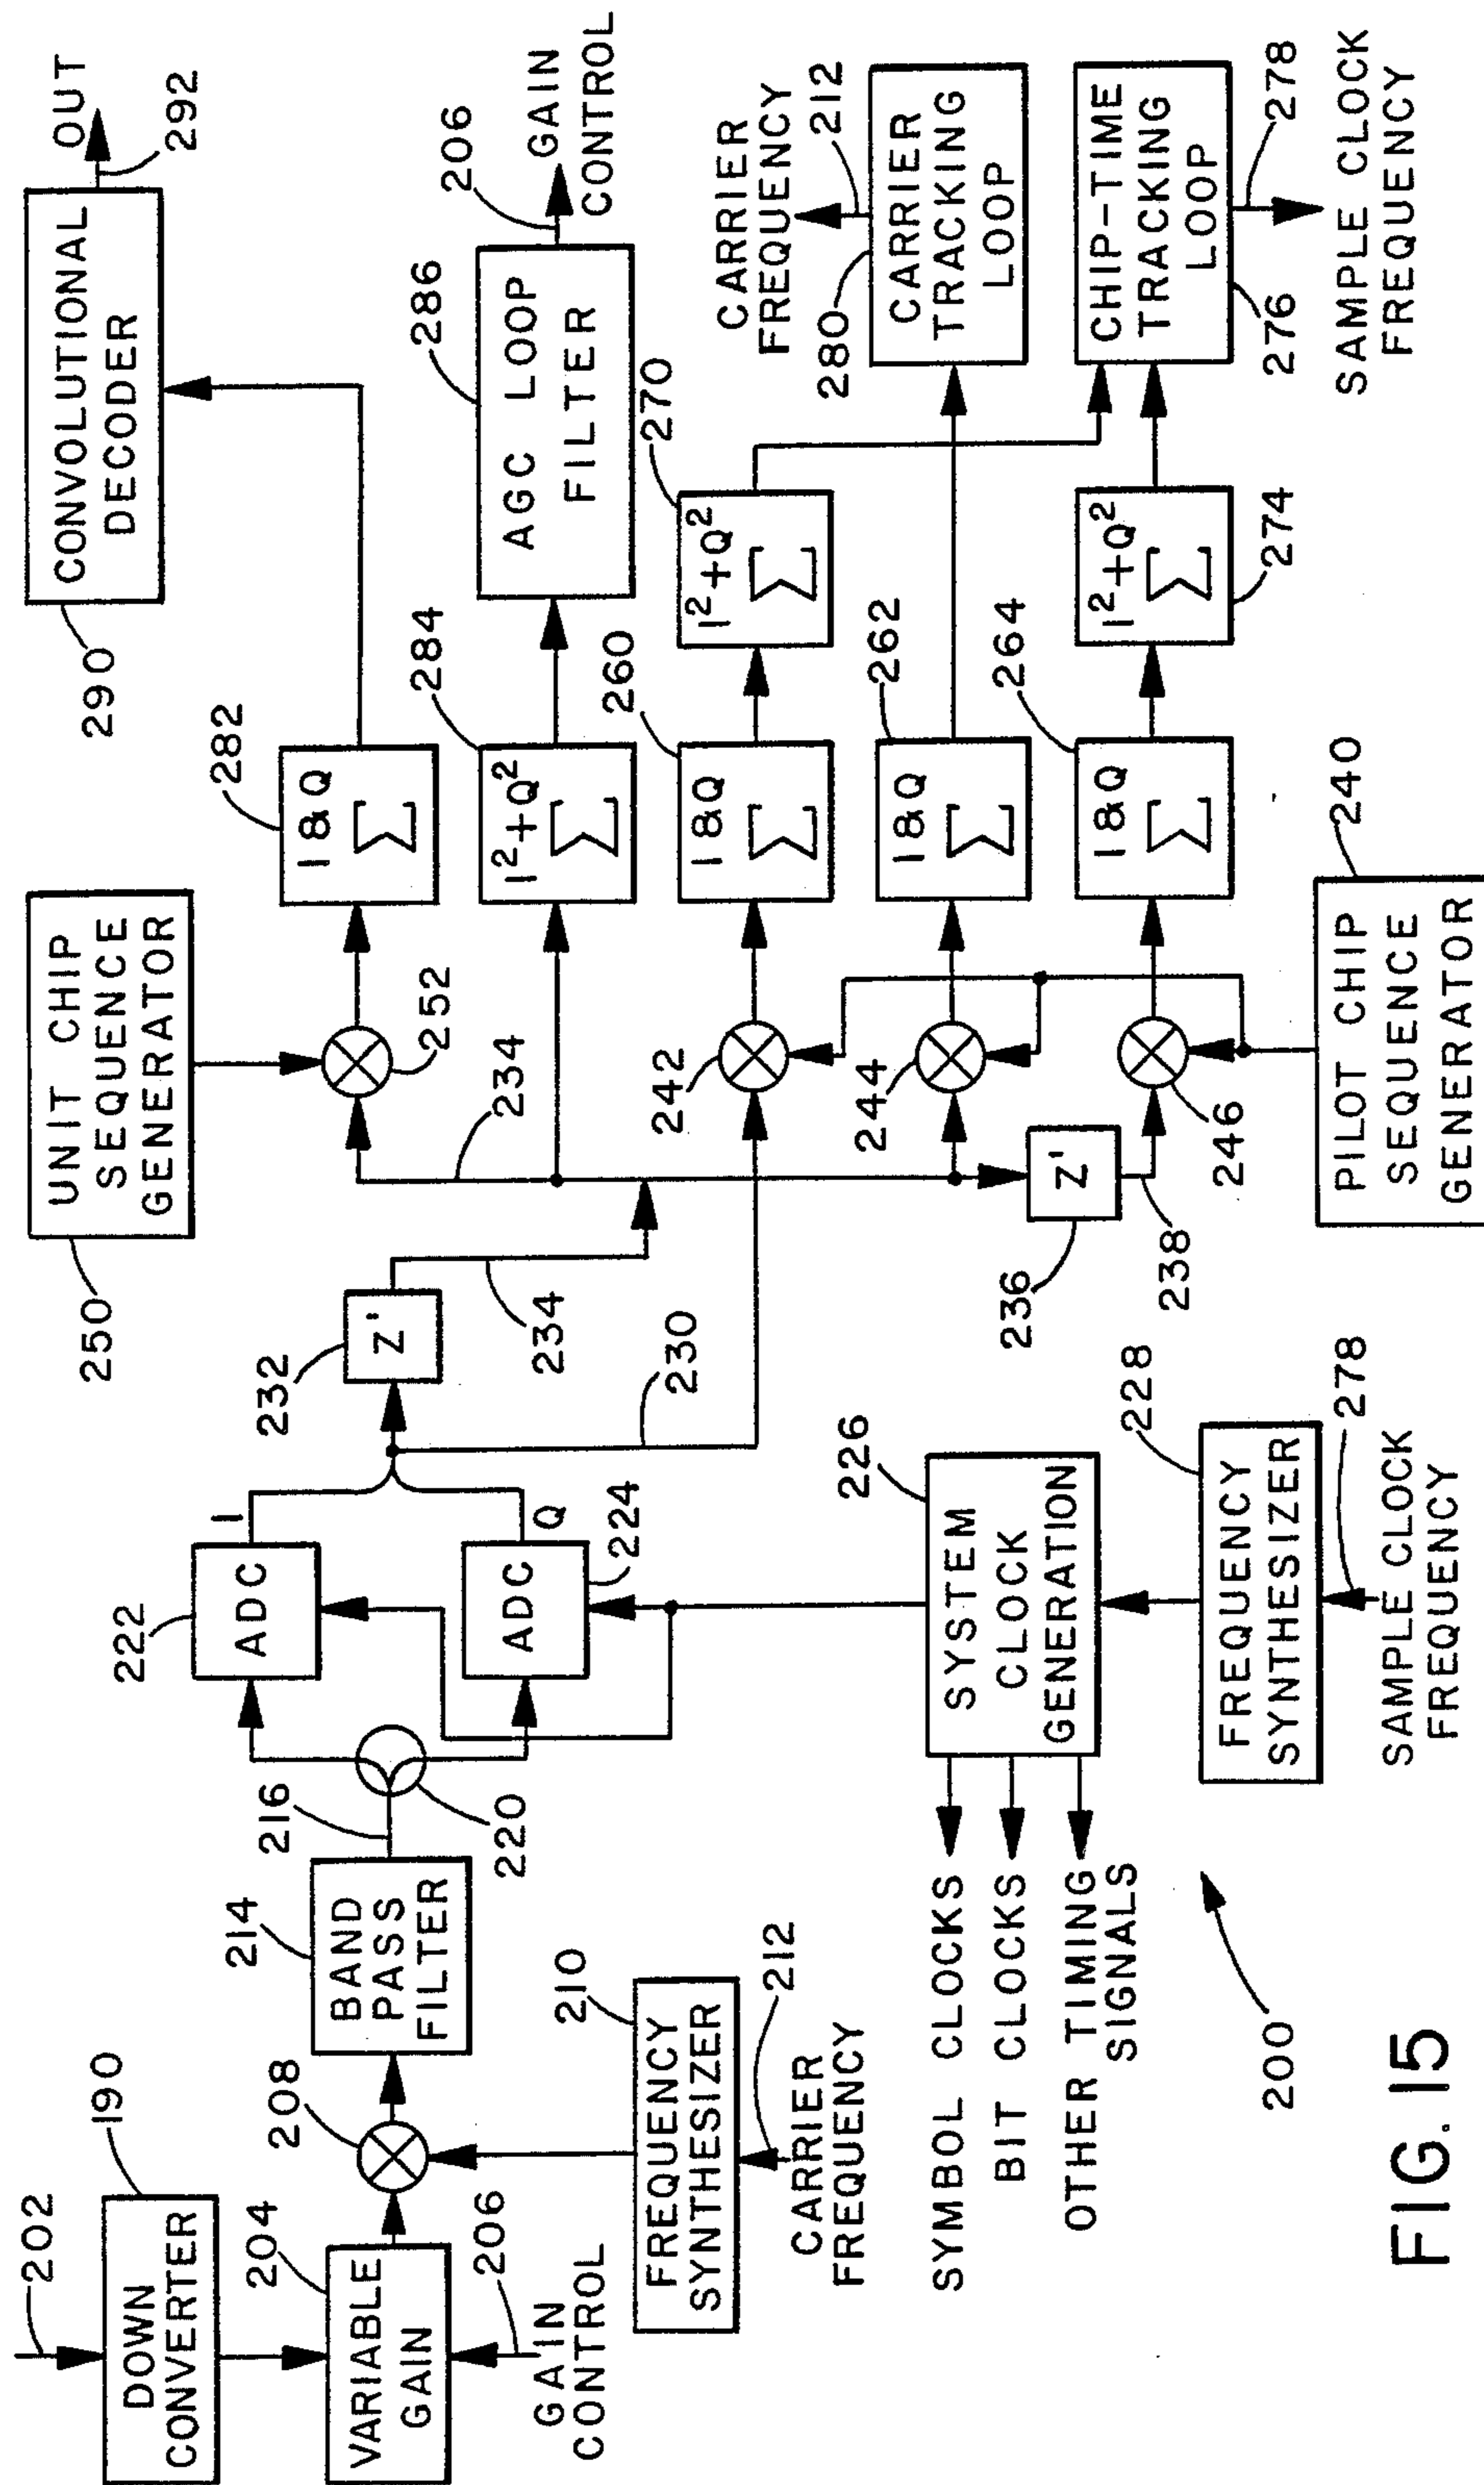 202
190
DOWN
CONVERTER
204
VARIABLE
GAIN
206
GAIN
CONTROL
208
210
FREQUENCY
SYNTHESIZER
212
CARRIER
FREQUENCY
214
BAND
PASS
FILTER
216
220
222
ADC
I
ADC
Q
224
226
SYSTEM
CLOCK
GENERATION
SYMBOL CLOCKS
BIT CLOCKS
OTHER TIMING
SIGNALS
228
FREQUENCY
SYNTHESIZER
278
SAMPLE CLOCK
FREQUENCY
200
232
Z'
234
230
250
UNIT CHIP
SEQUENCE
GENERATOR
252
234
242
244
236
Z'
238
246
240
PILOT CHIP
SEQUENCE
GENERATOR
282
I&Q
Σ
284
I²+Q²
Σ
260
I&Q
Σ
262
I&Q
Σ
264
I&Q
Σ
270
I²+Q²
Σ
274
I²+Q²
Σ
290
CONVOLUTIONAL
DECODER
OUT
292
286
AGC LOOP
FILTER
206
GAIN
CONTROL
CARRIER
FREQUENCY
212
280
CARRIER
TRACKING
LOOP
CHIP-TIME
TRACKING
LOOP
276
278
SAMPLE CLOCK
FREQUENCY
FIG. 15